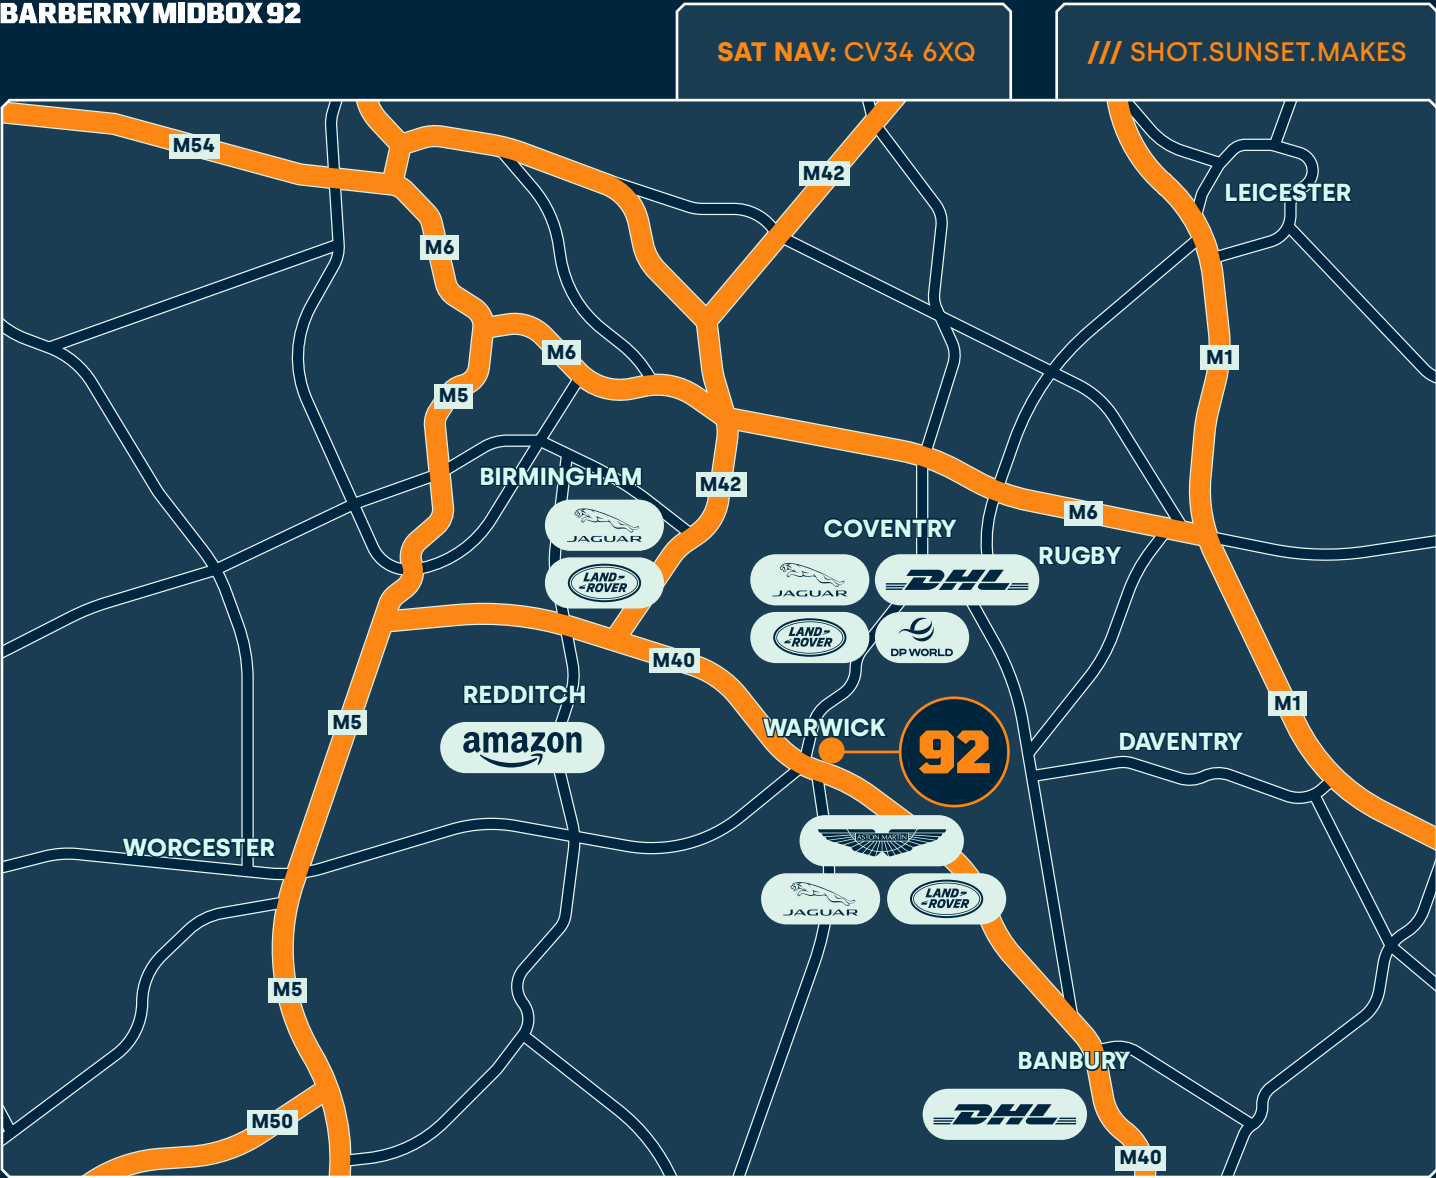 BARBERRY MIDBOX 92
SAT NAV: CV34 6XQ
/// SHOT.SUNSET.MAKES
M54
M42
LEICESTER
M6
M6
M1
M5
BIRMINGHAM
M42
JAGUAR
COVENTRY
M6
RUGBY
LAND-
-ROVER
JAGUAR
DHL
LAND-
-ROVER
DP WORLD
M40
REDDITCH
M5
amazon
WARWICK
92
M1
DAVENTRY
WORCESTER
ASTON MARTIN
JAGUAR
LAND-
-ROVER
M5
BANBURY
M50
DHL
M40